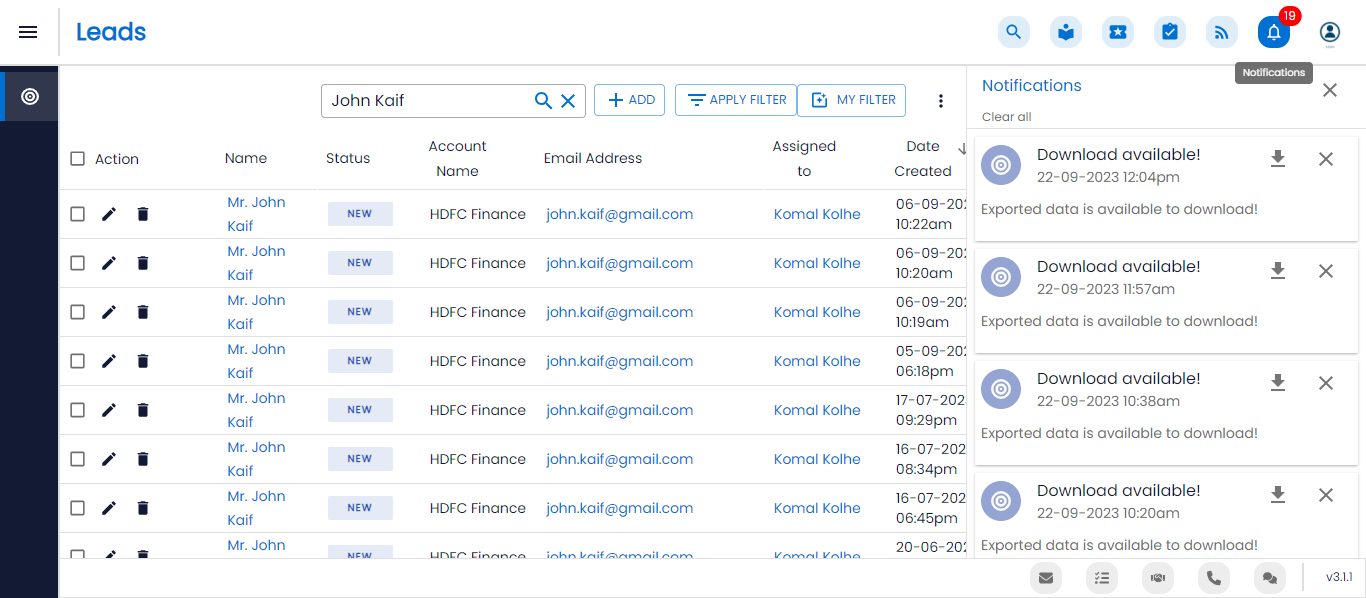 Leads
19
Notifications
John Kaif
ADD
APPLY FILTER
MY FILTER
Action
Name
Status
Account
Name
Email Address
Assigned
to
Date
Created
Mr. John
Kaif
NEW
HDFC Finance
john.kaif@gmail.com
Komal Kolhe
06-09-202
10:22am
Mr. John
Kaif
NEW
HDFC Finance
john.kaif@gmail.com
Komal Kolhe
06-09-202
10:20am
Mr. John
Kaif
NEW
HDFC Finance
john.kaif@gmail.com
Komal Kolhe
06-09-202
10:19am
Mr. John
Kaif
NEW
HDFC Finance
john.kaif@gmail.com
Komal Kolhe
05-09-202
06:18pm
Mr. John
Kaif
NEW
HDFC Finance
john.kaif@gmail.com
Komal Kolhe
17-07-202
09:29pm
Mr. John
Kaif
NEW
HDFC Finance
john.kaif@gmail.com
Komal Kolhe
16-07-202
08:34pm
Mr. John
Kaif
NEW
HDFC Finance
john.kaif@gmail.com
Komal Kolhe
16-07-202
06:45pm
Mr. John
NEW
HDFC Finance
john.kaif@gmail.com
Komal Kolhe
20-06-202
Notifications
Clear all
Download available!
22-09-2023 12:04pm
Exported data is available to download!
Download available!
22-09-2023 11:57am
Exported data is available to download!
Download available!
22-09-2023 10:38am
Exported data is available to download!
Download available!
22-09-2023 10:20am
Exported data is available to download!
v3.1.1